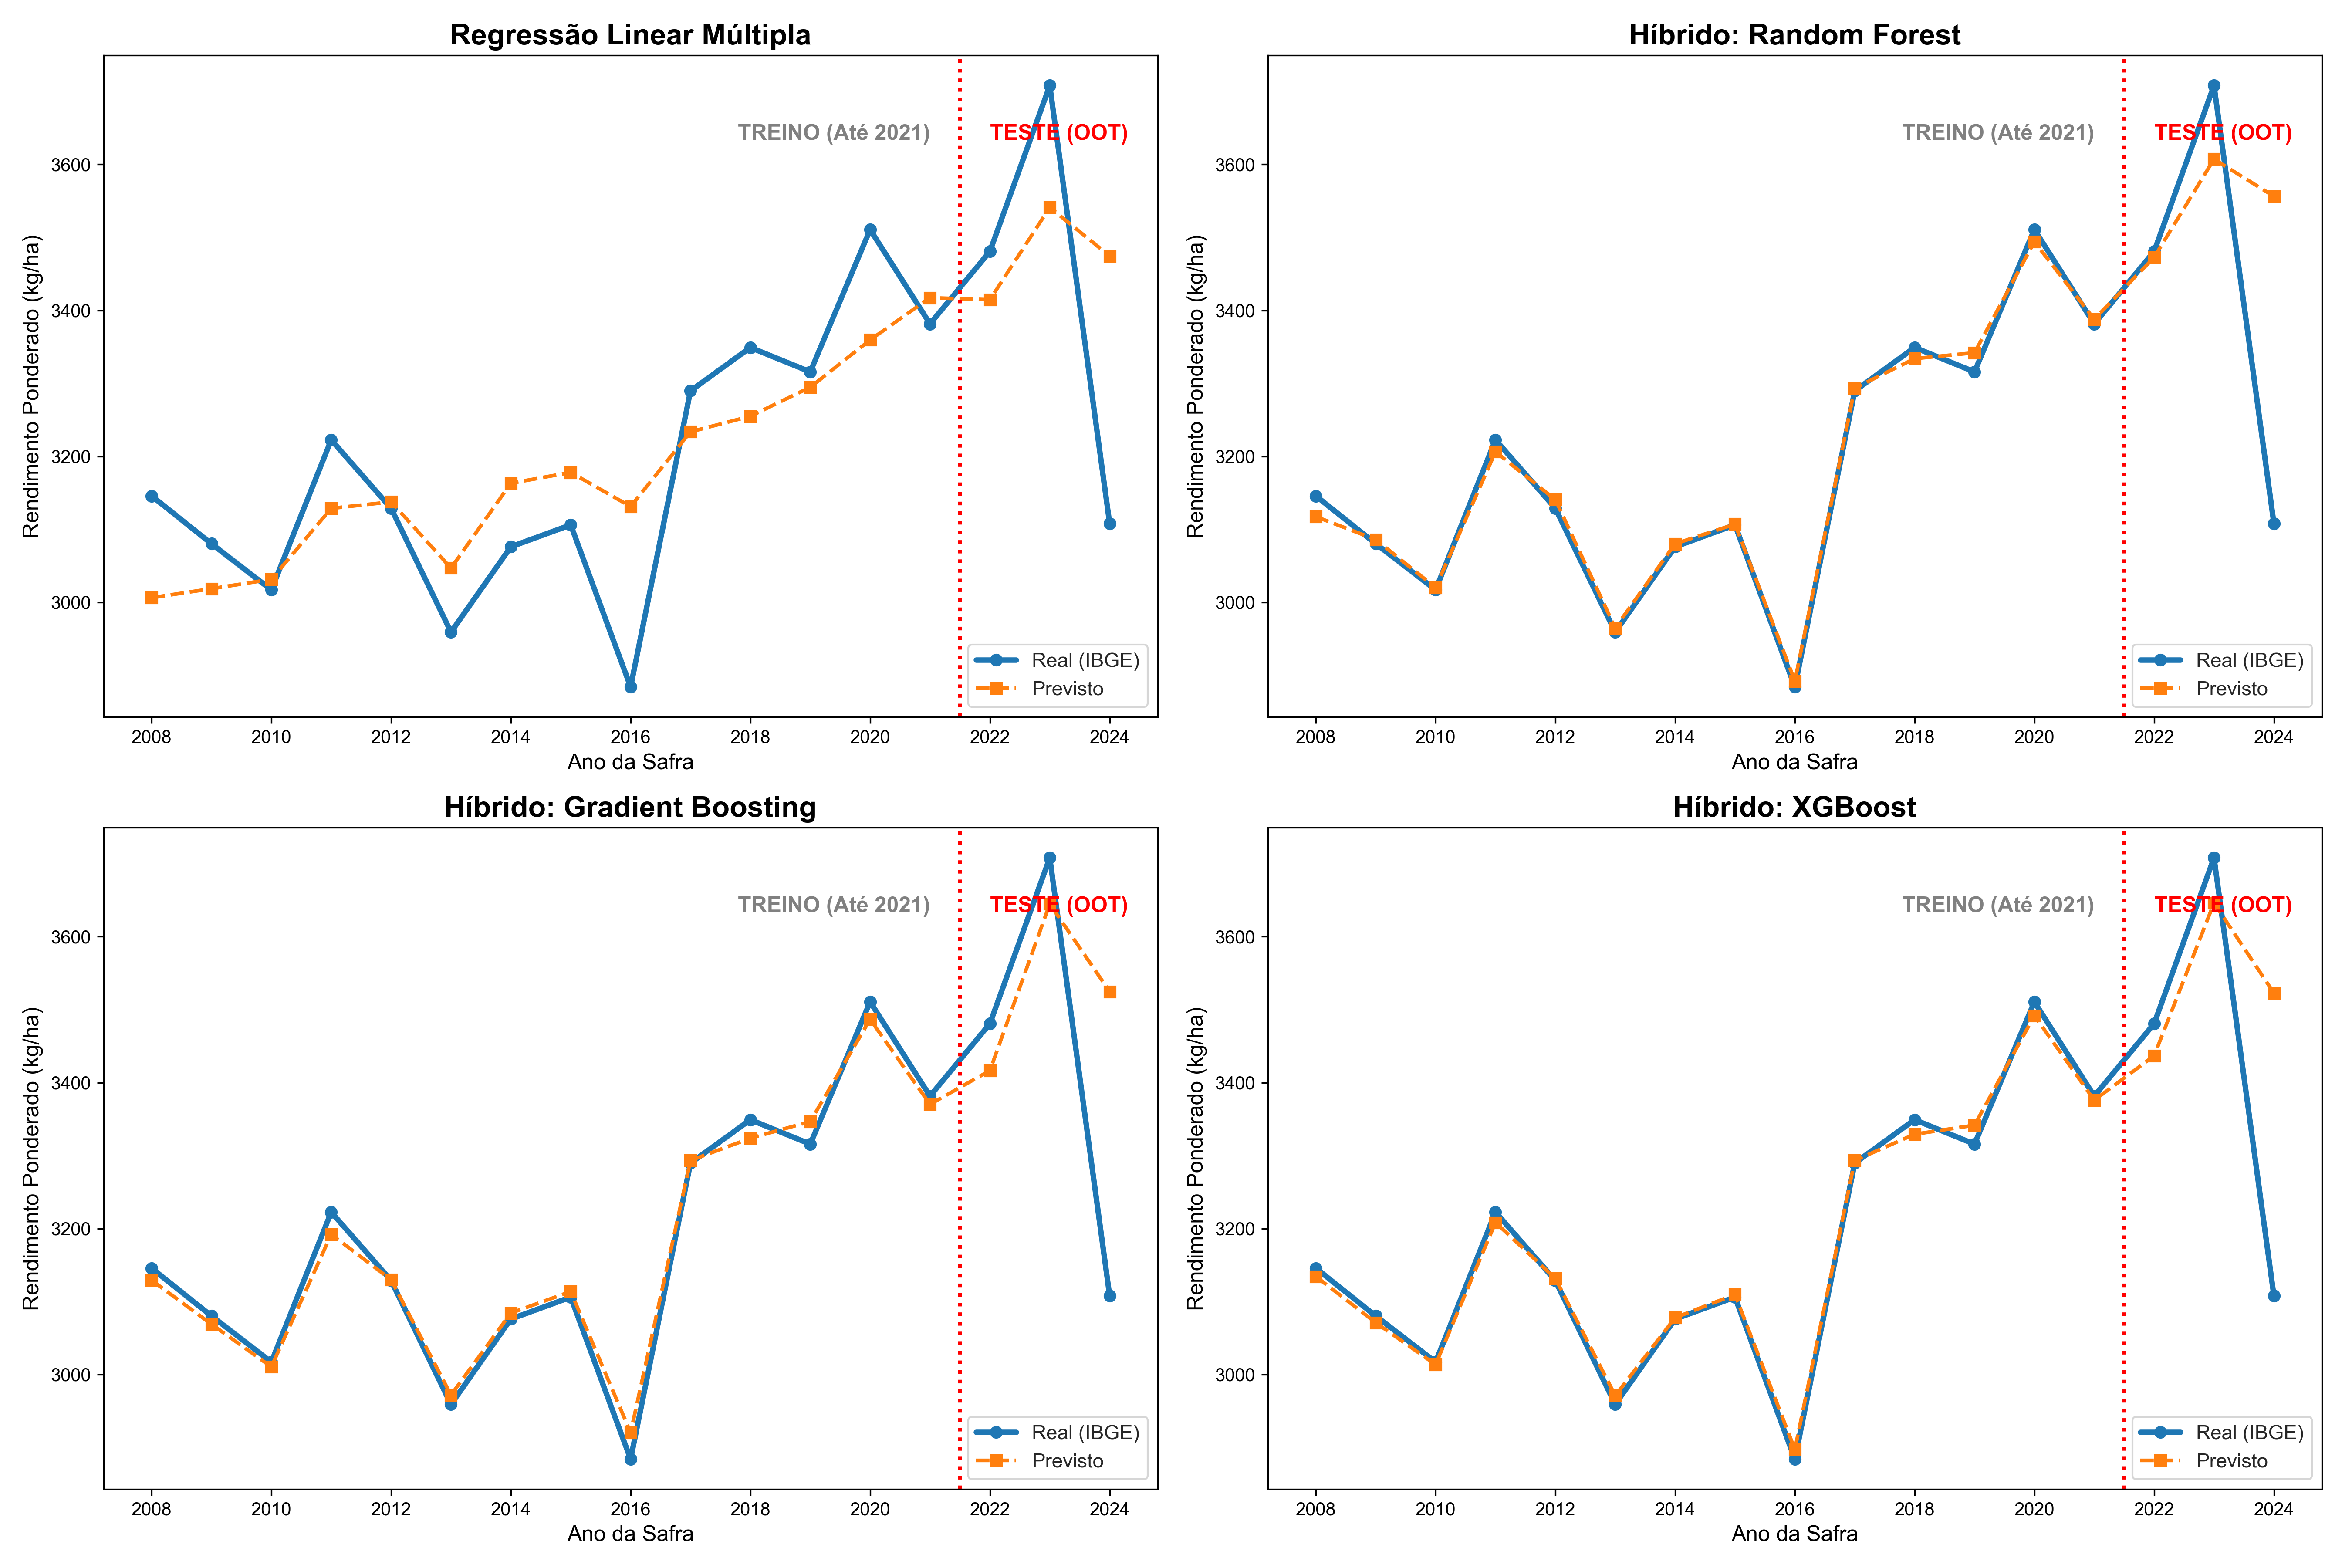 Regressão Linear Múltipla
TREINO (Até 2021)
TESTE (OOT)
Rendimento Ponderado (kg/ha)
3600
3400
3200
3000
Real (IBGE)
Previsto
2008 2010 2012 2014 2016 2018 2020 2022 2024
Ano da Safra
Híbrido: Random Forest
TREINO (Até 2021)
TESTE (OOT)
Rendimento Ponderado (kg/ha)
3600
3400
3200
3000
Real (IBGE)
Previsto
2008 2010 2012 2014 2016 2018 2020 2022 2024
Ano da Safra
Híbrido: Gradient Boosting
TREINO (Até 2021)
TESTE (OOT)
Rendimento Ponderado (kg/ha)
3600
3400
3200
3000
Real (IBGE)
Previsto
2008 2010 2012 2014 2016 2018 2020 2022 2024
Ano da Safra
Híbrido: XGBoost
TREINO (Até 2021)
TESTE (OOT)
Rendimento Ponderado (kg/ha)
3600
3400
3200
3000
Real (IBGE)
Previsto
2008 2010 2012 2014 2016 2018 2020 2022 2024
Ano da Safra